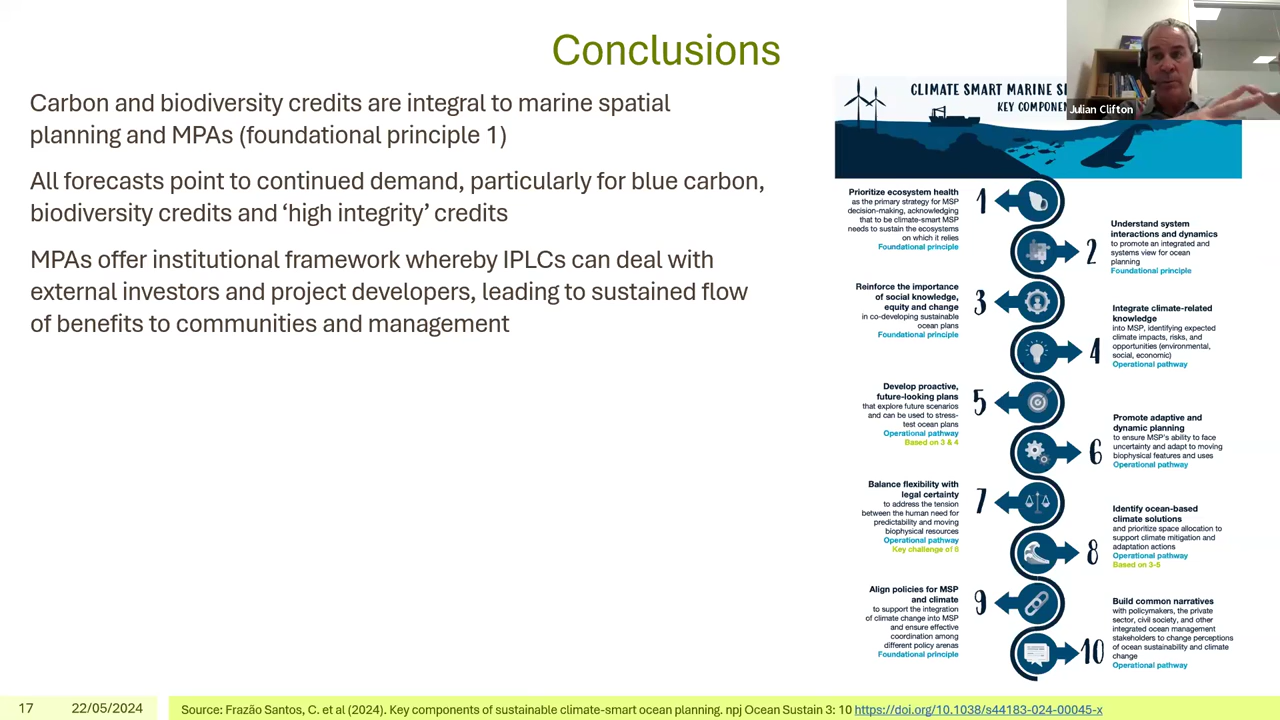 Conclusions
Carbon and biodiversity credits are integral to marine spatial
planning and MPAs (foundational principle 1)
All forecasts point to continued demand, particularly for blue carbon,
biodiversity credits and ‘high integrity’ credits
MPAs offer institutional framework whereby IPLCs can deal with
external investors and project developers, leading to sustained flow
of benefits to communities and management
CLIMATE SMART MARINE
KEY
Julian Clifton
Prioritize ecosystem health
as the primary strategy for MSP
decision-making, acknowledging
that to be climate-smart MSP
needs to sustain the ecosystems
on which it relies
Foundational principle
1
Understand system
interactions and dynamics
to promote an integrated and
systems view for ocean
planning
Foundational principle
2
Reinforce the importance
of social knowledge,
equity and change
in co-developing sustainable
ocean plans
Foundational principle
3
Integrate climate-related
knowledge
into MSP, identifying expected
climate impacts, risks, and
opportunities (environmental,
social, economic)
Operational pathway
4
Develop proactive,
future-looking plans
that explore future scenarios
and can be used to stress-
test ocean plans
Operational pathway
Based on 3 & 4
5
Promote adaptive and
dynamic planning
to ensure MSP's ability to face
uncertainty and adapt to moving
biophysical features and uses
Operational pathway
6
Balance flexibility with
legal certainty
to address the tension
between the human need for
predictability and moving
biophysical resources
Operational pathway
Key challenge of 6
7
Identify ocean-based
climate solutions
and prioritize space allocation to
support climate mitigation and
adaptation actions
Operational pathway
Based on 3-5
8
Align policies for MSP
and climate
to support the integration
of climate change into MSP
and ensure effective
coordination among
different policy arenas
Foundational principle
9
Build common narratives
with policymakers, the private
sector, civil society, and other
integrated ocean management
stakeholders to change perceptions
of ocean sustainability and climate
change
Operational pathway
10
17
22/05/2024
Source: Frazão Santos, C. et al (2024). Key components of sustainable climate-smart ocean planning. npj Ocean Sustain 3: 10 https://doi.org/10.1038/s44183-024-00045-x